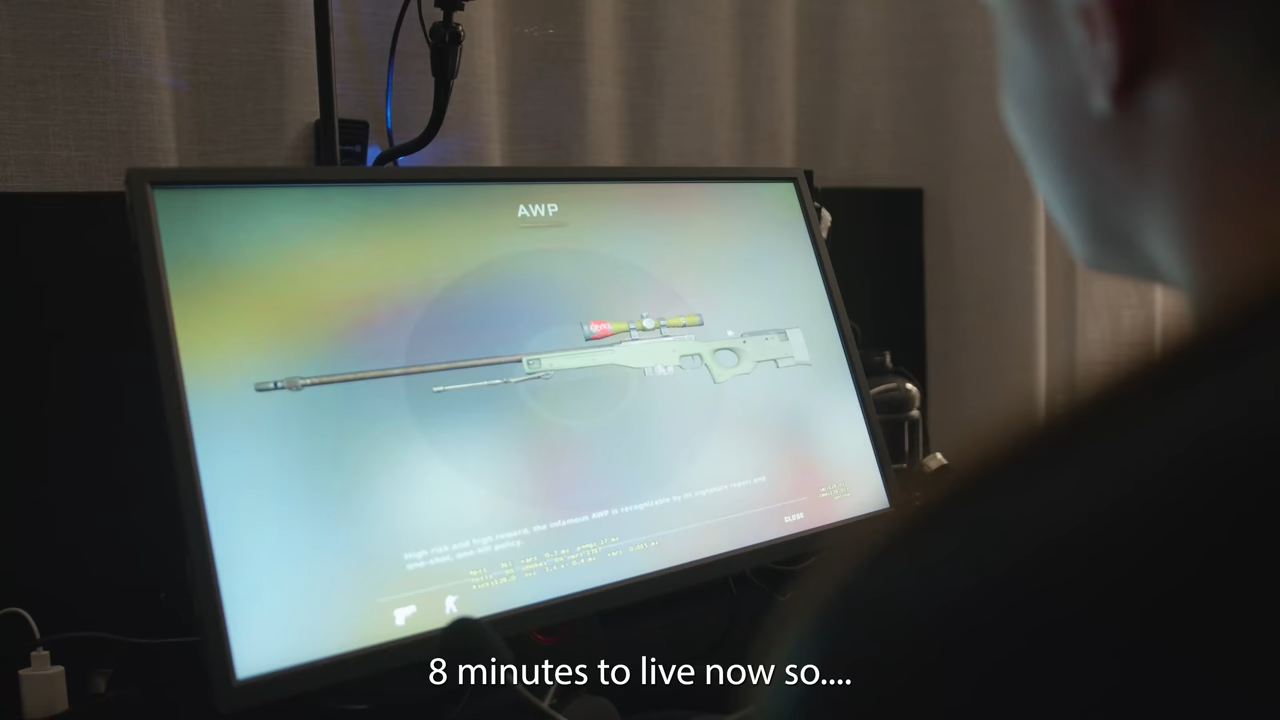 AWP
High risk and high reward, the infamous AWP is recognizable by its signature report and
one-shot, one-kill policy.
CLOSE
8 minutes to live now so....